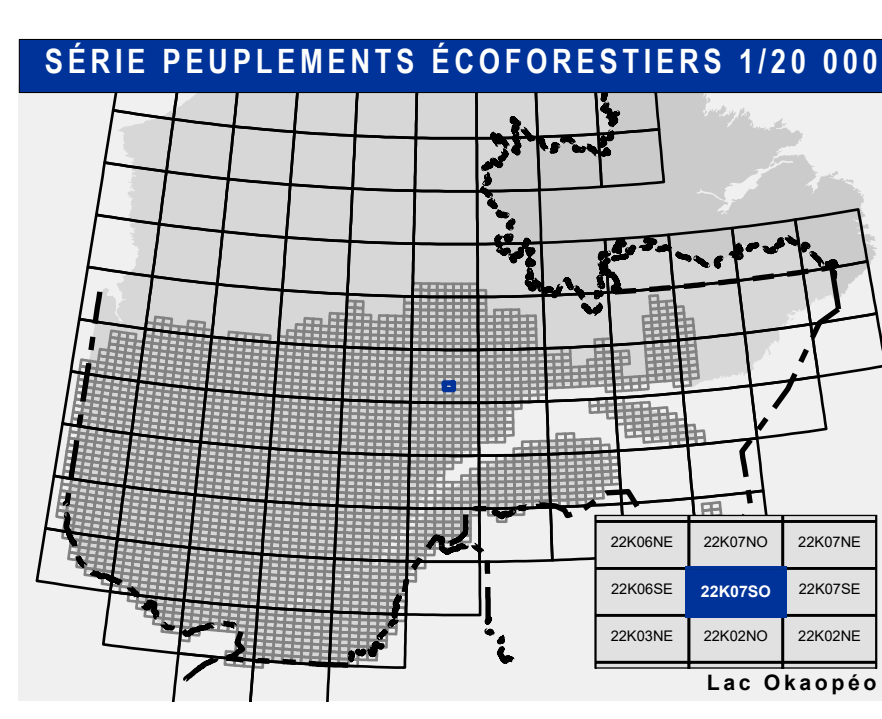 SÉRIE PEUPLEMENTS ÉCOFORESTIERS 1/20 000
22K06NE 22K07NO 22K07NE
22K06SE 22K07SO 22K07SE
22K03NE 22K02NO 22K02NE
Lac Okaopéo